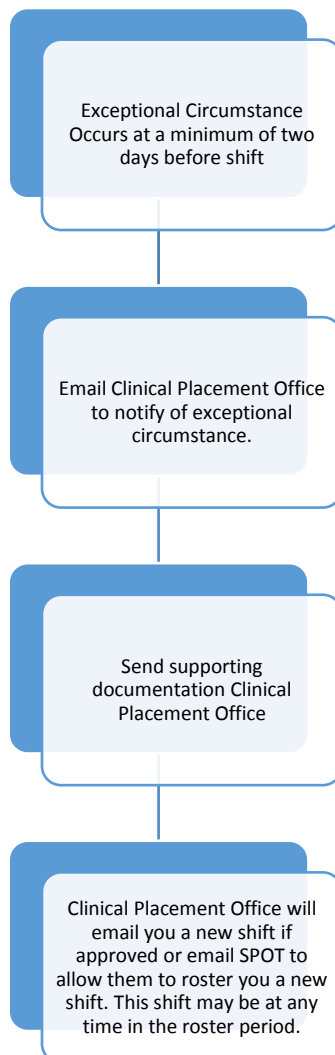 Exceptional Circumstance
Occurs at a minimum of two
days before shift
Email Clinical Placement Office
to notify of exceptional
circumstance.
Send supporting
documentation Clinical
Placement Office
Clinical Placement Office will
email you a new shift if
approved or email SPOT to
allow them to roster you a new
shift. This shift may be at any
time in the roster period.